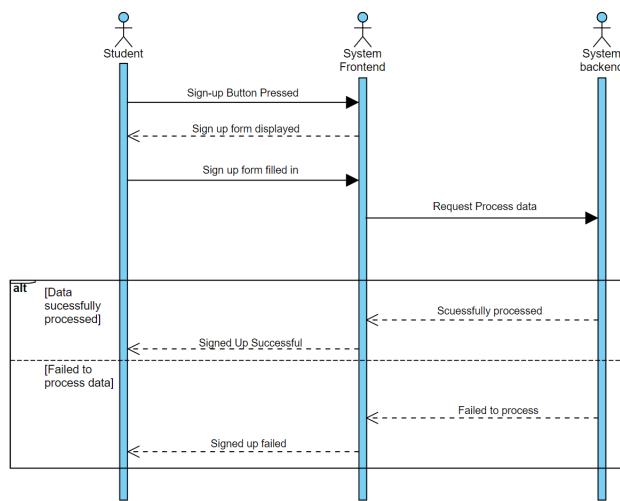 Student
System
Frontend
System
backend
Sign-up Button Pressed
Sign up form displayed
Sign up form filled in
Request Process data
alt
[Data
sucessfully
processed]
Scuessfully processed
Signed Up Successful
[Failed to
process data]
Failed to process
Signed up failed